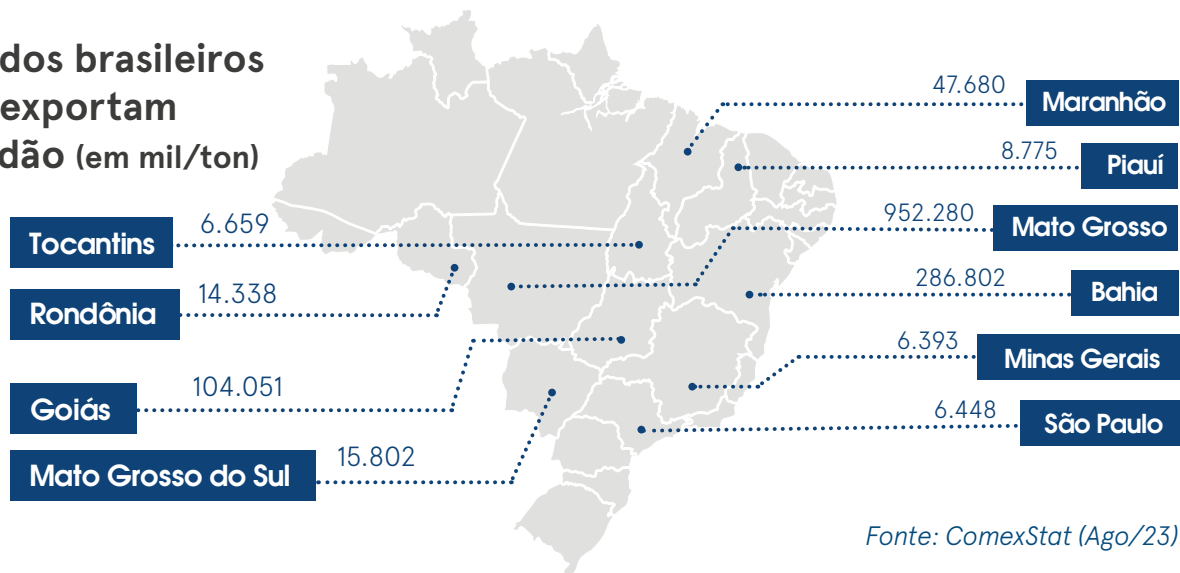 dos brasileiros
exportam
dão (em mil/ton)
47.680
Maranhão
8.775
Piauí
952.280
Mato Grosso
6.659
Tocantins
286.802
Bahia
14.338
Rondônia
6.393
Minas Gerais
104.051
Goiás
6.448
São Paulo
15.802
Mato Grosso do Sul
Fonte: ComexStat (Ago/23)